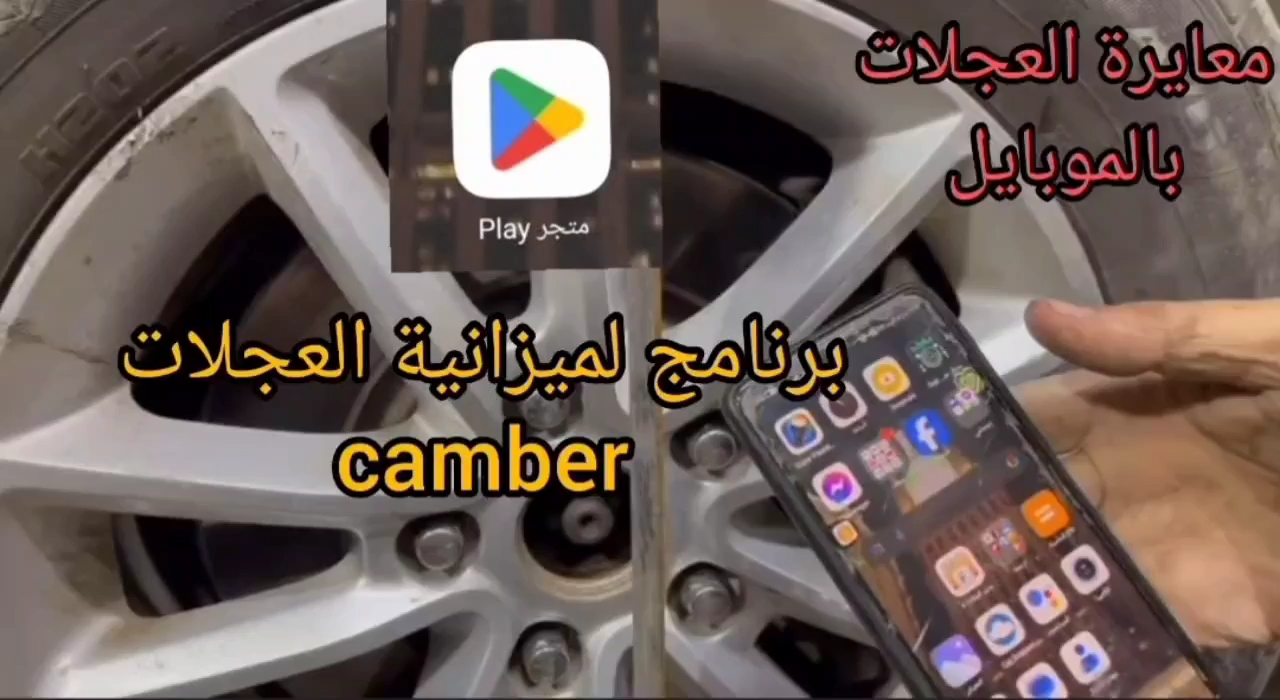 معايرة العجلات
بالموبايل
متجر Play
برنامج لميزانية العجلات
camber